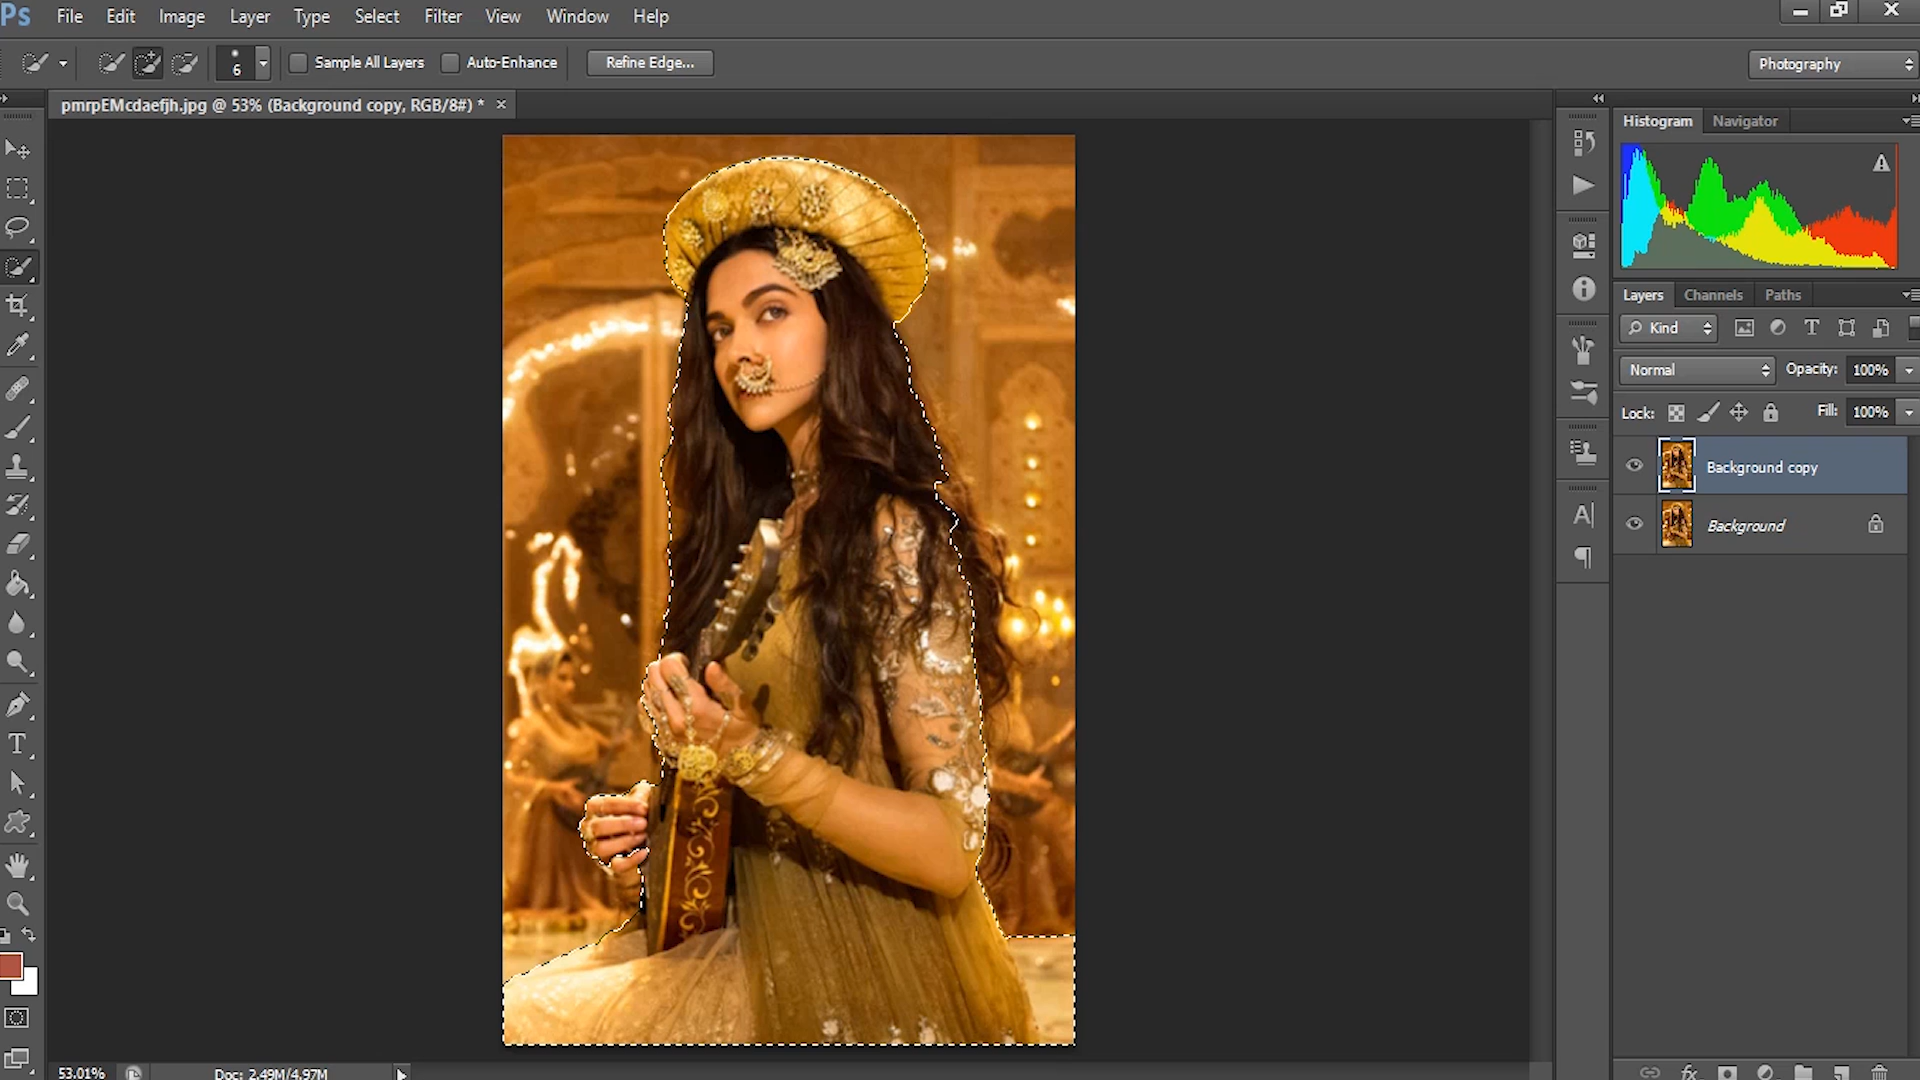 Ps File Edit Image Layer Type Select Filter View Window Help
6 Sample All Layers Auto-Enhance Refine Edge... Photography
pmrpEMcdaefjh.jpg @ 53% (Background copy, RGB/8#) * ×
Histogram Navigator
Layers Channels Paths
Kind
Normal Opacity: 100%
Lock: Fill: 100%
Background copy
Background
53.01% Doc: 2.49M/4.97M